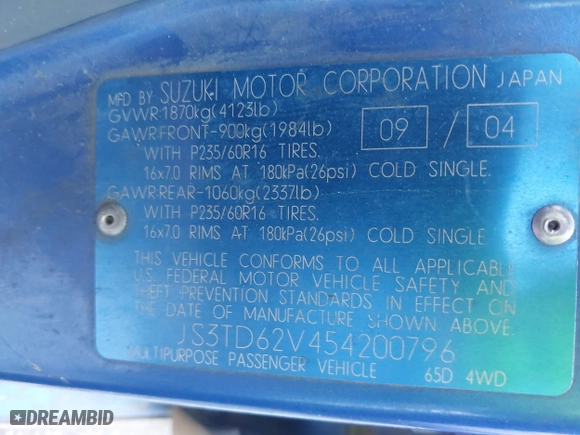 MFD BY SUZUKI MOTOR CORPORATION JAPAN
GVWR:1870kg(4123lb)
GAWR:FRONT-900kg(1984lb) 09 / 04
WITH P235/60R16 TIRES.
16x7.0 RIMS AT 180kPa(26psi) COLD SINGLE.
GAWR:REAR-1060kg(2337lb)
WITH P235/60R16 TIRES.
16x7.0 RIMS AT 180kPa(26psi) COLD SINGLE
THIS VEHICLE CONFORMS TO ALL APPLICABLE
U.S. FEDERAL MOTOR VEHICLE SAFETY AND
THEFT PREVENTION STANDARDS IN EFFECT ON
THE DATE OF MANUFACTURE SHOWN ABOVE.
JS3TD62V454200796
MULTIPURPOSE PASSENGER VEHICLE 65D 4WD
DREAMBID